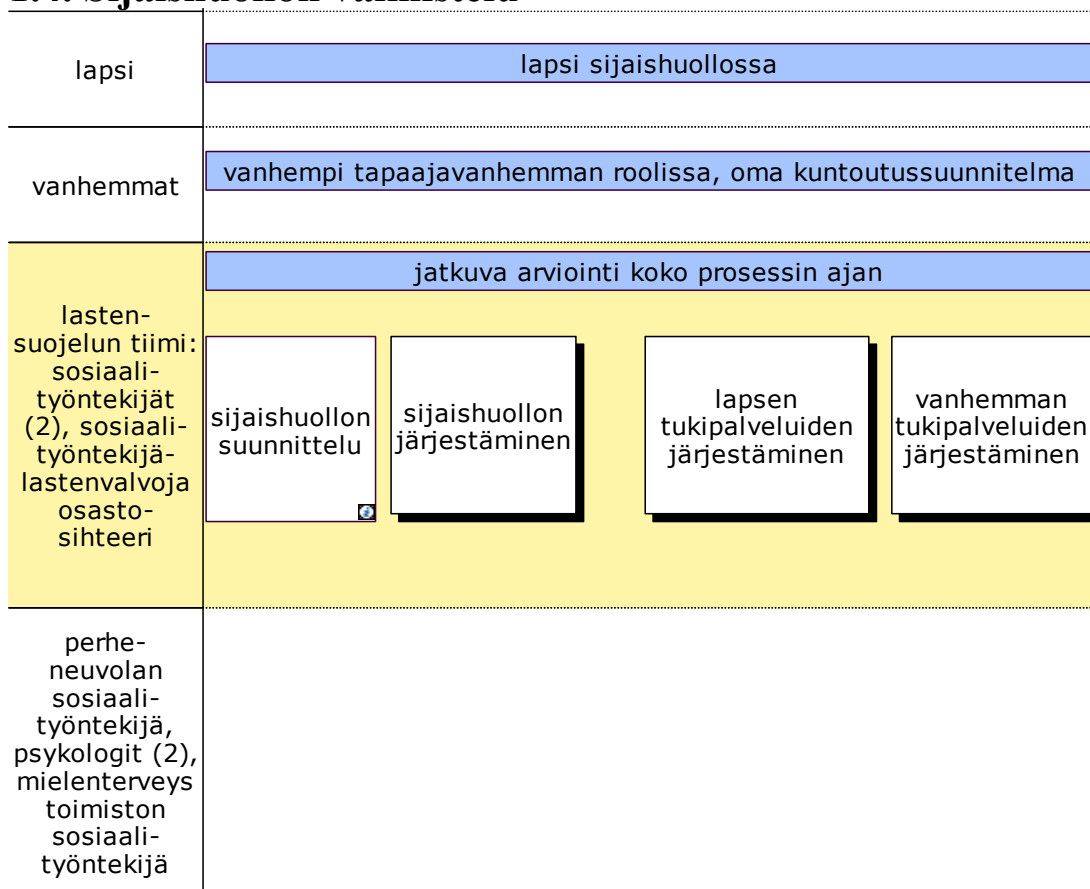 lapsi
lapsi sijaishuollossa
vanhemmat
vanhempi tapaajavanhemman roolissa, oma kuntoutussuunnitelma
jatkuva arviointi koko prosessin ajan
lasten-
suojelun tiimi:
sosiaali-
työntekijät
(2), sosiaali-
työntekijä-
lastenvalvoja
osasto-
sihteeri
sijaishuollon
suunnittelu
sijaishuollon
järjestäminen
lapsen
tukipalveluiden
järjestäminen
vanhemman
tukipalveluiden
järjestäminen
perhe-
neuvolan
sosiaali-
työntekijä,
psykologit (2),
mielenterveys
toimiston
sosiaali-
työntekijä